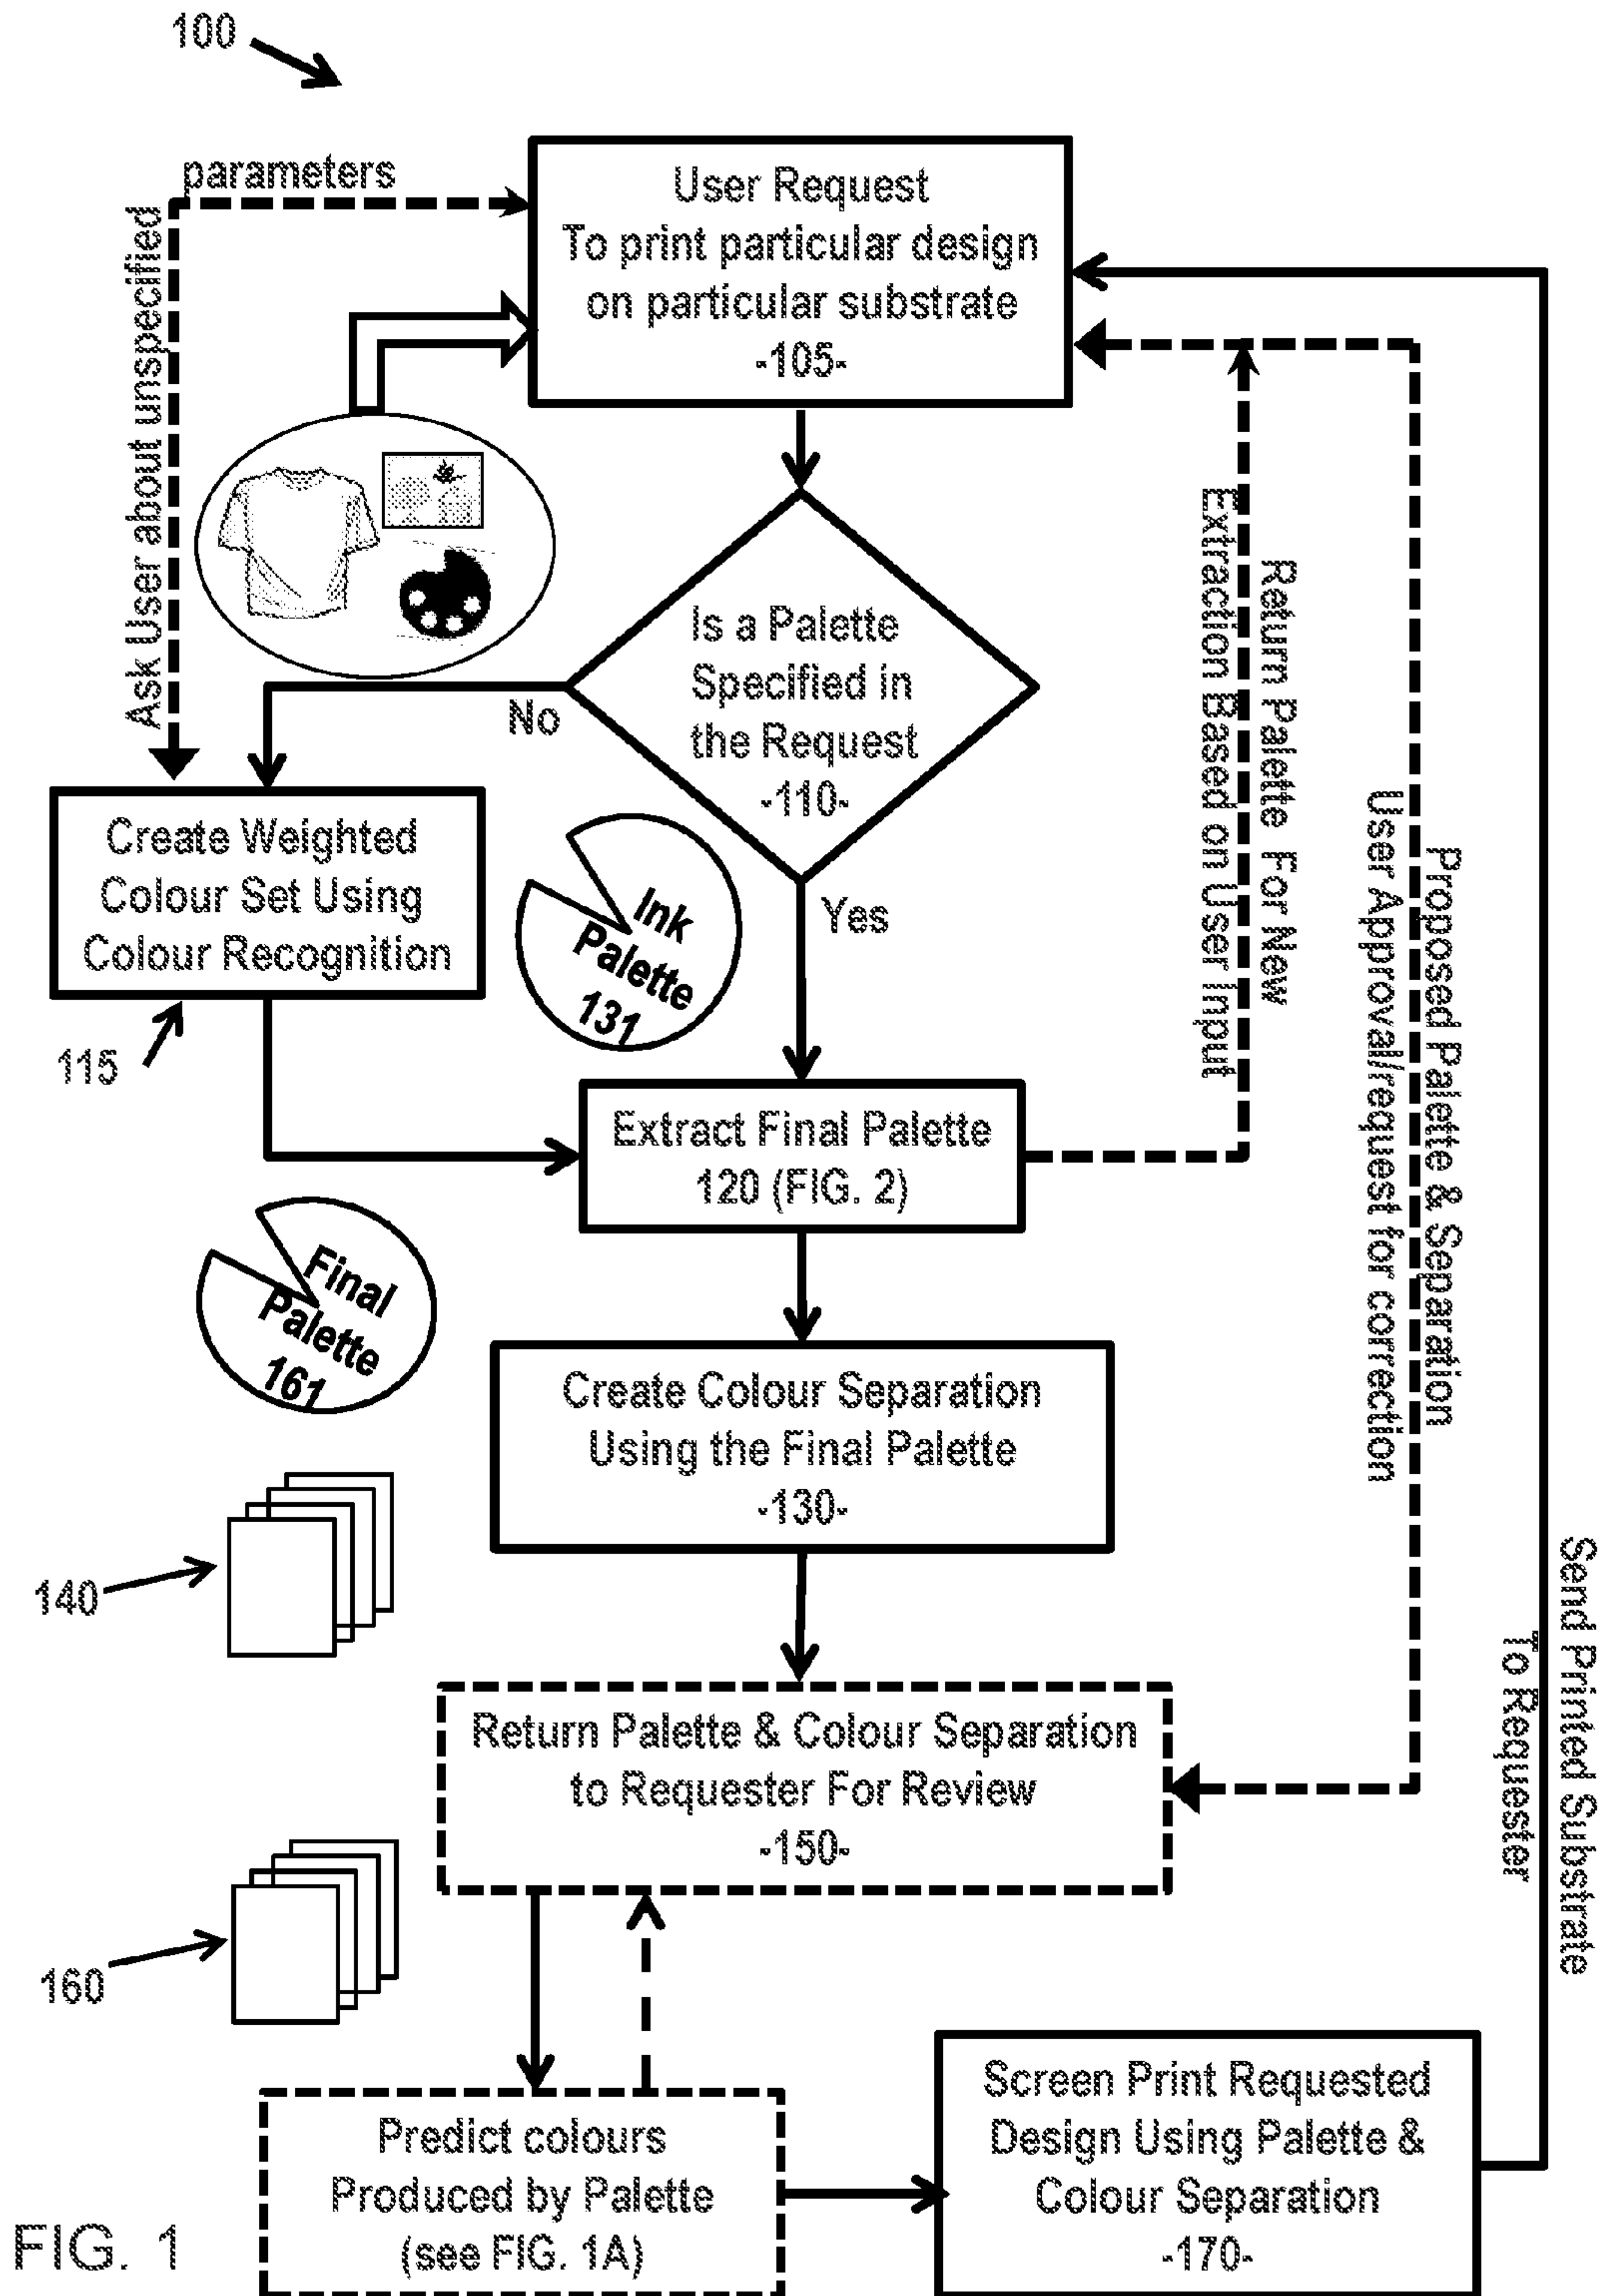 100
parameters
Ask User about unspecified
User Request
To print particular design
on particular substrate
-105-
Is a Palette
Specified in
the Request
-110-
No
Yes
Create Weighted
Colour Set Using
Colour Recognition
115
Ink
Palette
131
Extract Final Palette
120 (FIG. 2)
Return Palette For New
Extraction Based on User Input
Proposed Palette & Separation
User Approval/request for correction
Final
Palette
161
Create Colour Separation
Using the Final Palette
-130-
140
Return Palette & Colour Separation
to Requester For Review
-150-
160
Send Printed Substrate
To Requester
Predict colours
Produced by Palette
(see FIG. 1A)
Screen Print Requested
Design Using Palette &
Colour Separation
-170-
FIG. 1